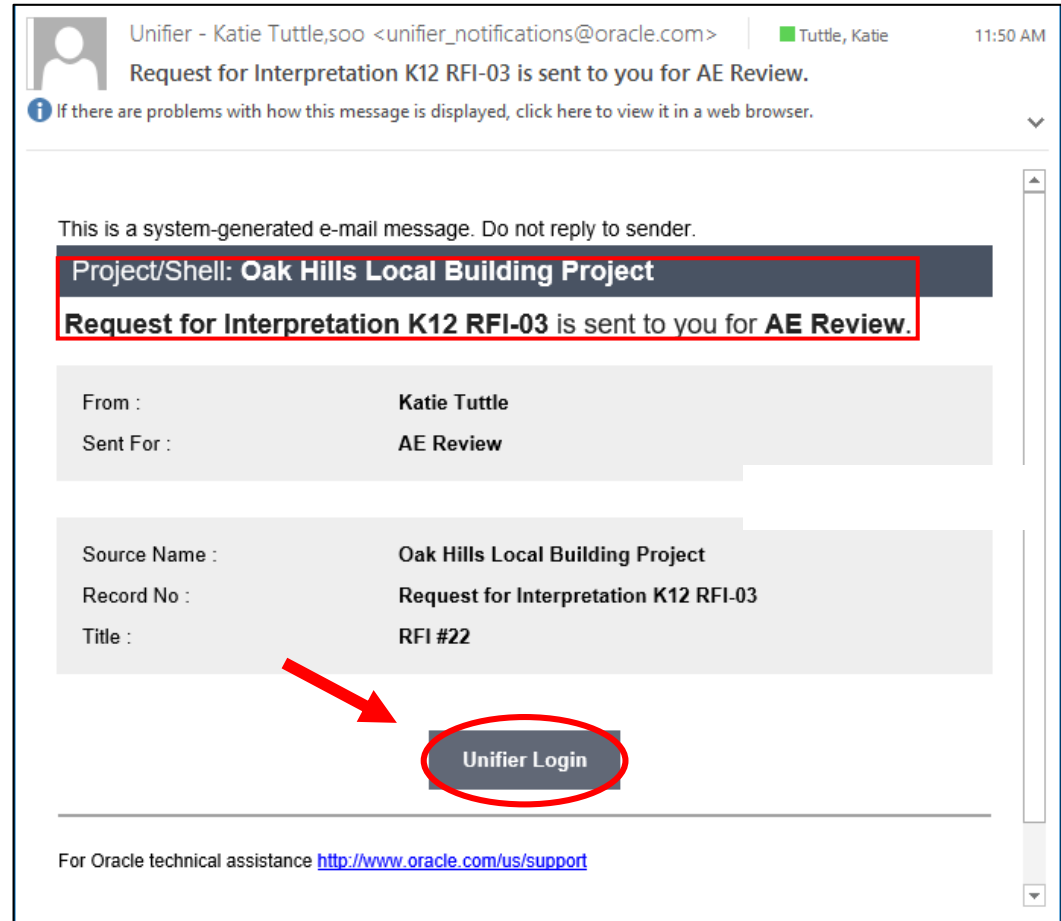 Unifier - Katie Tuttle,soo <unifier_notifications@oracle.com> Tuttle, Katie 11:50 AM
Request for Interpretation K12 RFI-03 is sent to you for AE Review.
If there are problems with how this message is displayed, click here to view it in a web browser.
This is a system-generated e-mail message. Do not reply to sender.
Project/Shell: Oak Hills Local Building Project
Request for Interpretation K12 RFI-03 is sent to you for AE Review.
From : Katie Tuttle
Sent For : AE Review
Source Name : Oak Hills Local Building Project
Record No : Request for Interpretation K12 RFI-03
Title : RFI #22
Unifier Login
For Oracle technical assistance http://www.oracle.com/us/support